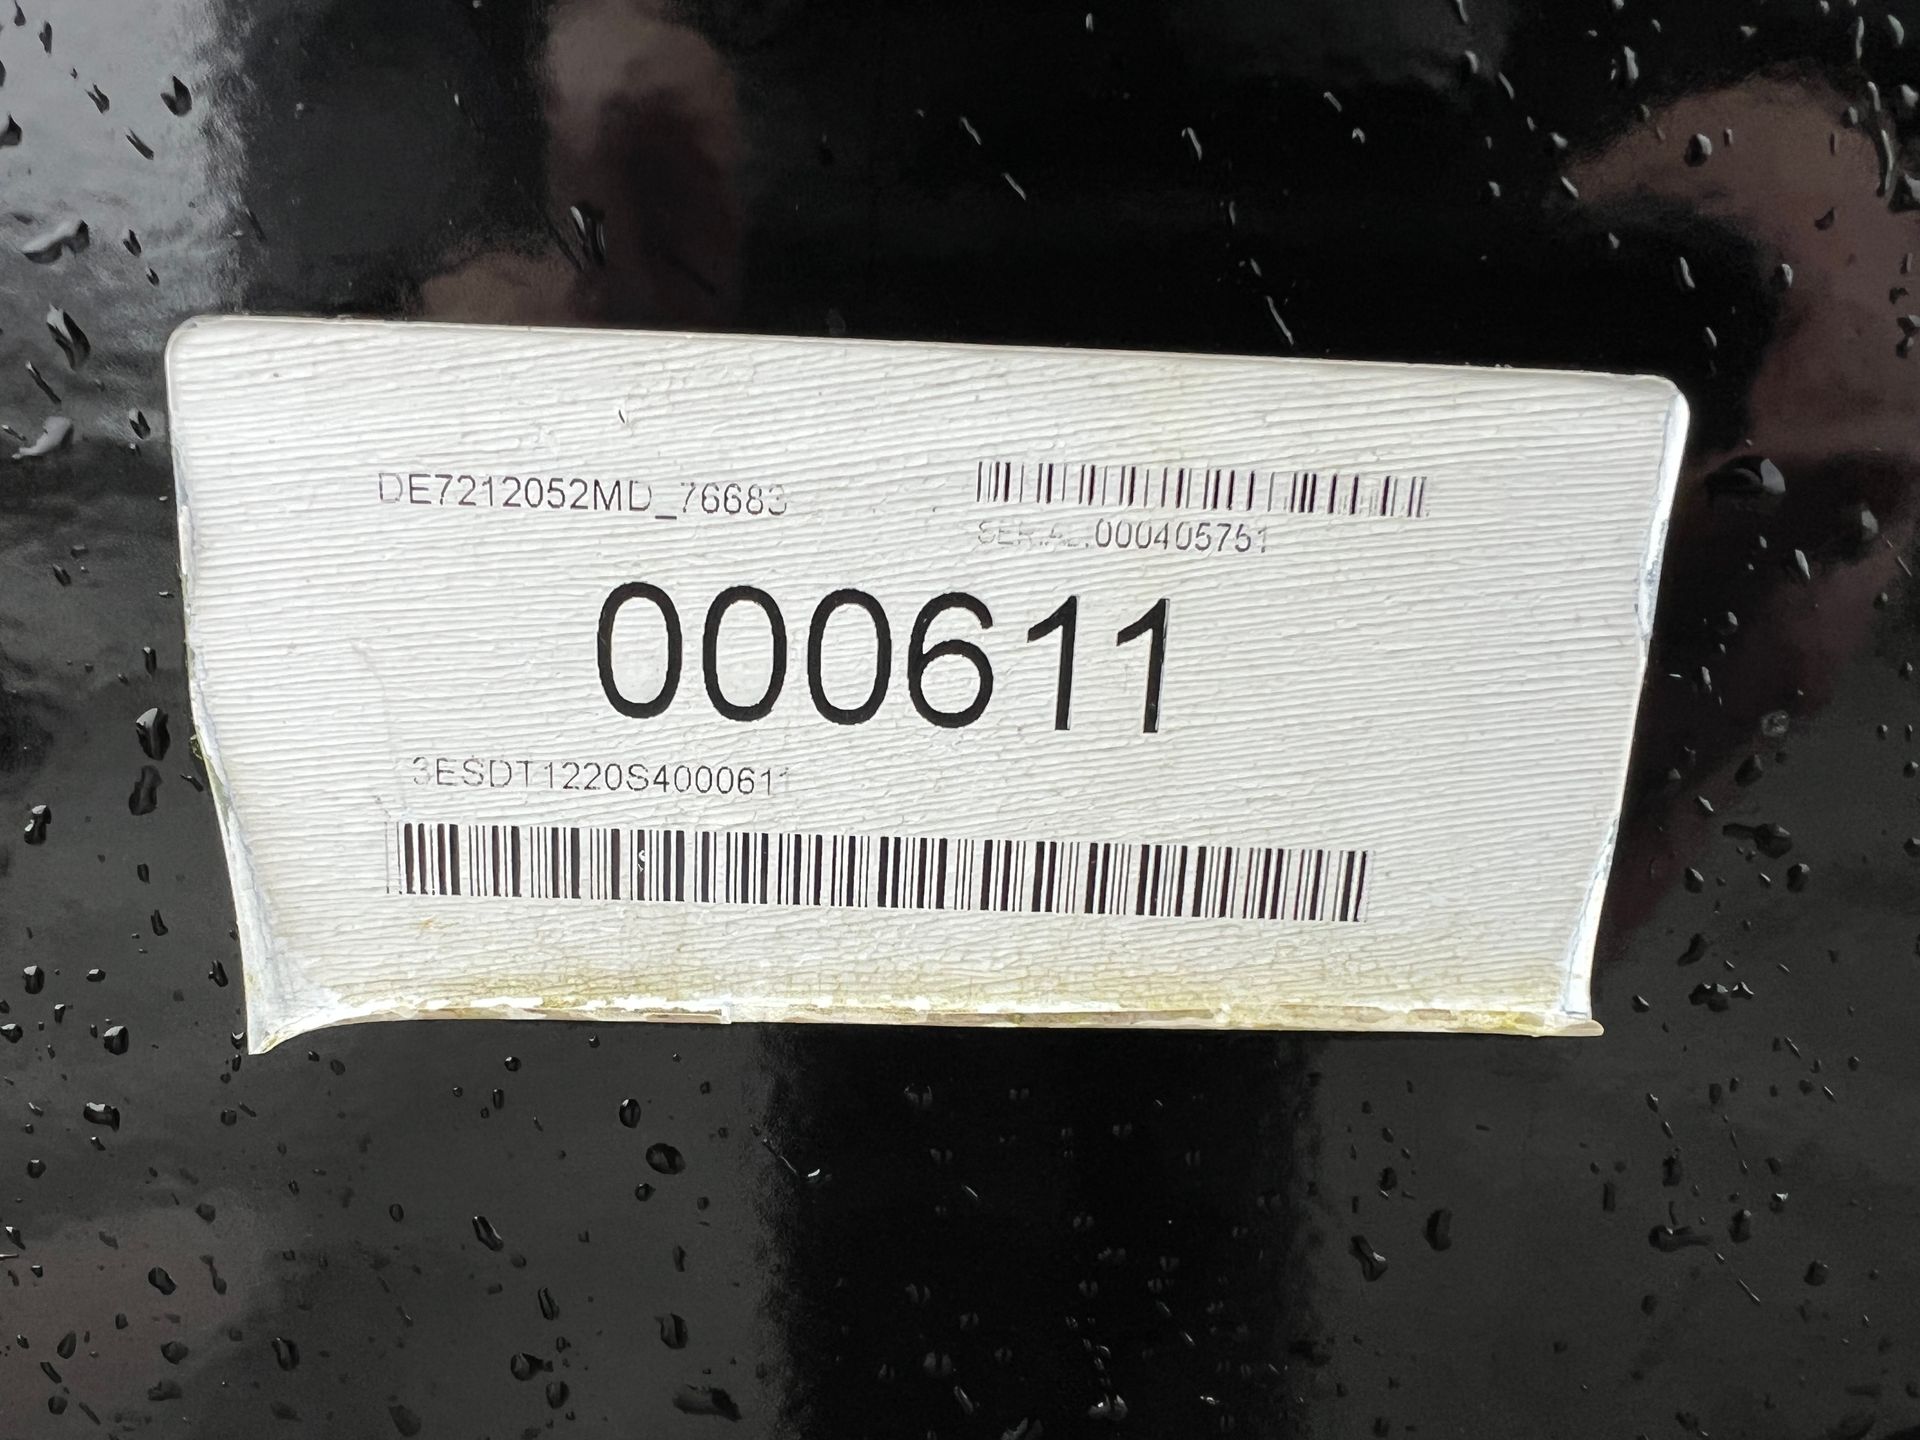 DE7212052MD_76683
SERIAL:000405751
000611
3ESDT1220S4000611